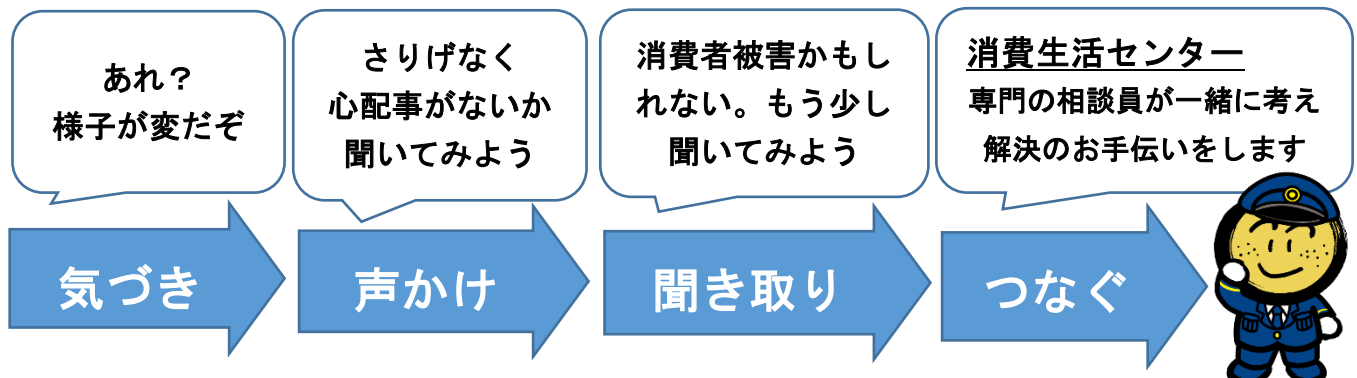 あれ？
様子が変だぞ
さりげなく
心配事がないか
聞いてみよう
消費者被害かもし
れない。もう少し
聞いてみよう
消費生活センター
専門の相談員が一緒に考え
解決のお手伝いをします
気づき
声かけ
聞き取り
つなぐ